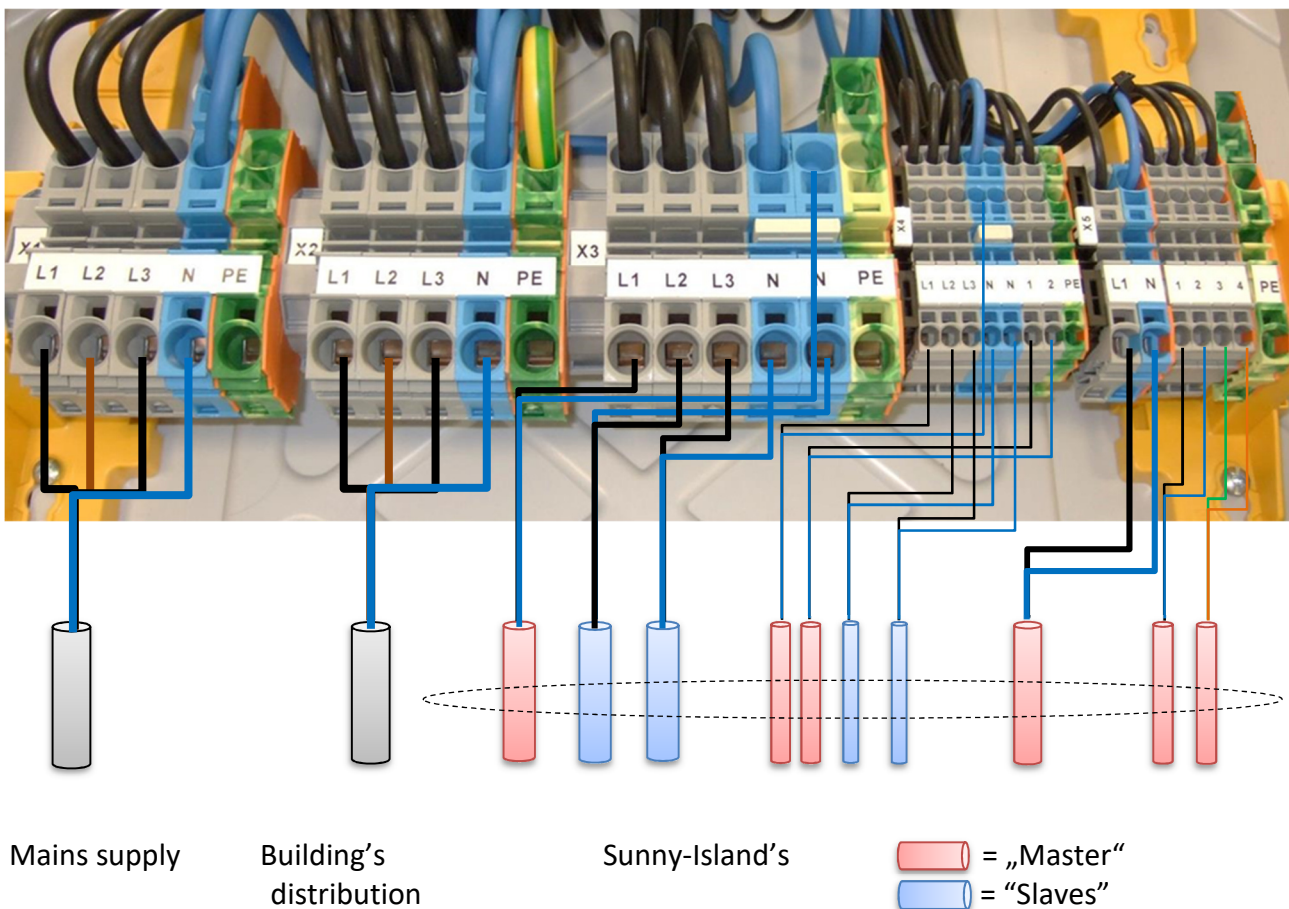 X1
L1 L2 L3 N PE
X2
L1 L2 L3 N PE
X3
L1 L2 L3 N N PE
X4
L1 L2 L3 N N 1 2 PE
X5
L1 N 1 2 3 4 PE
Mains supply
Building’s
distribution
Sunny-Island’s
= „Master“
= “Slaves”